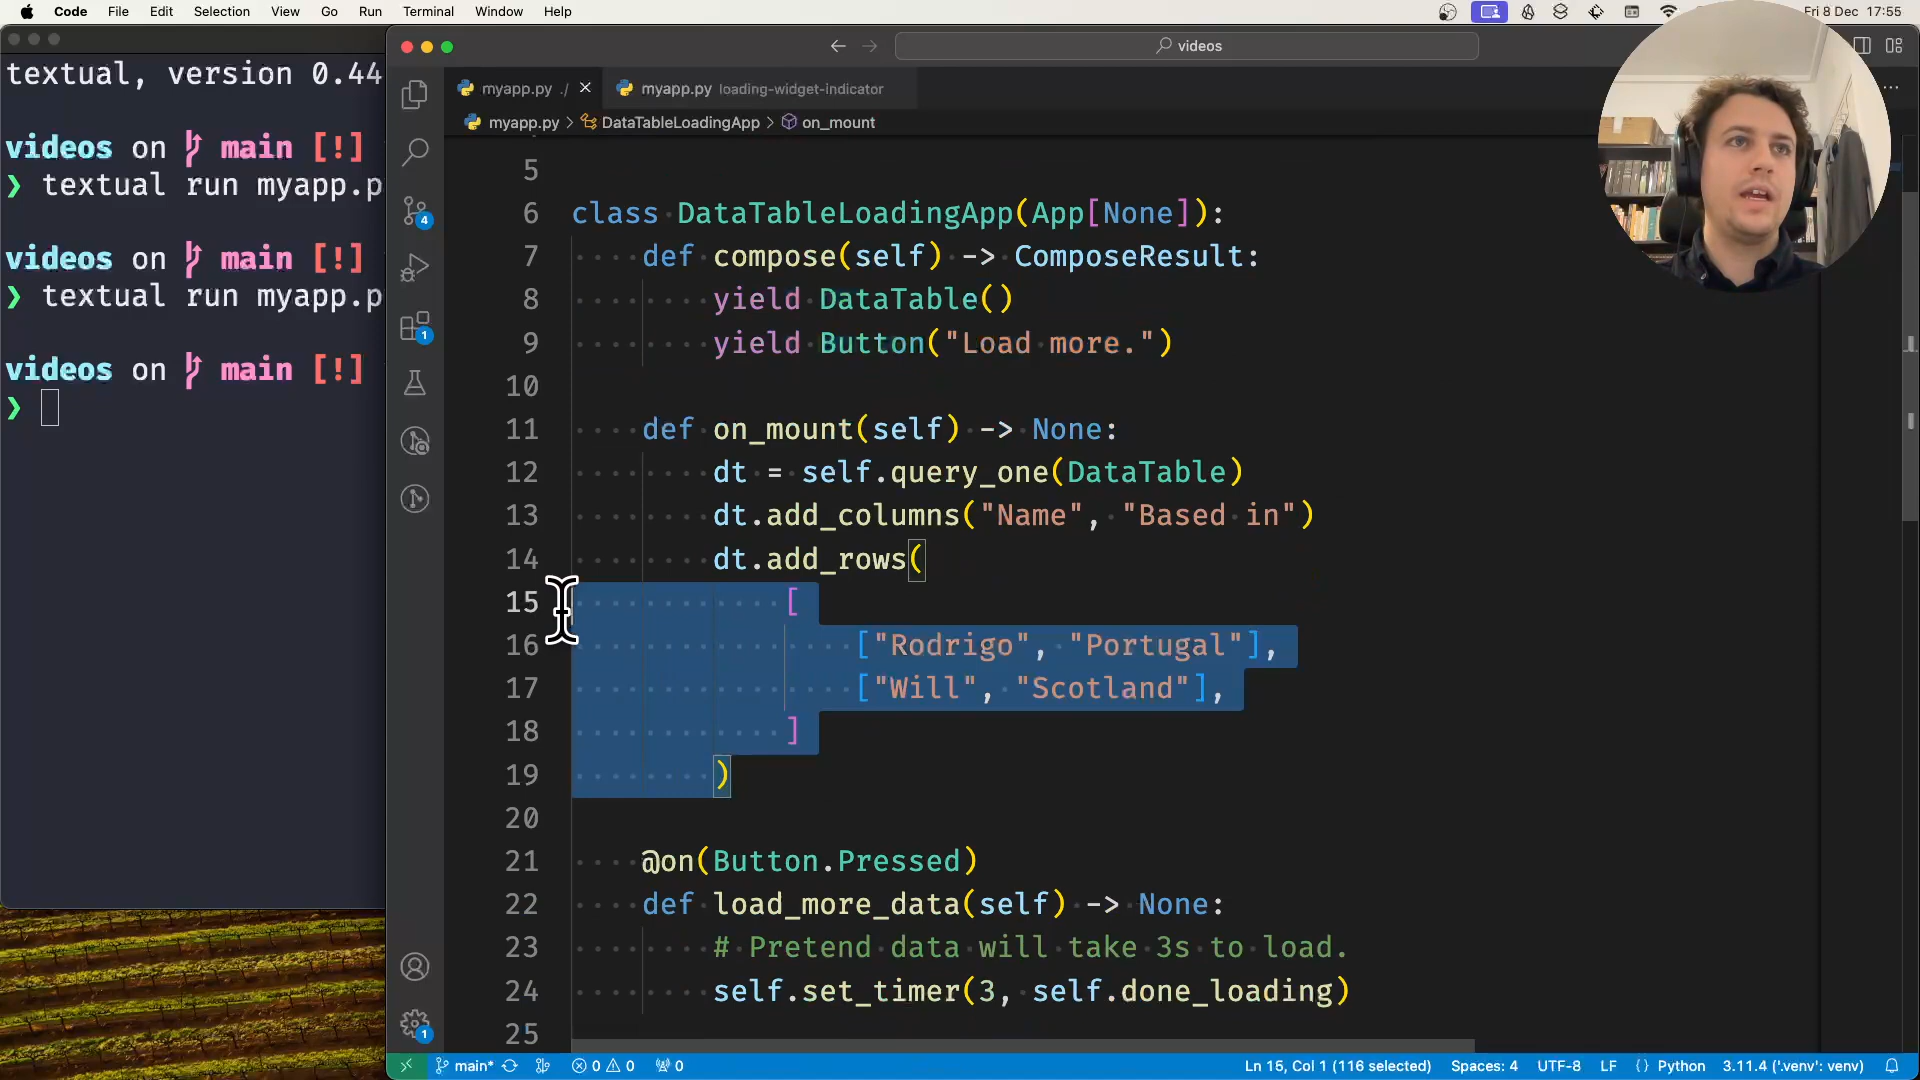 Code File Edit Selection View Go Run Terminal Window Help Fri 8 Dec 17:55
textual, version 0.44
videos on main [!]
❯ textual run myapp.p
videos on main [!]
❯ textual run myapp.p
videos on main [!]
❯
videos
myapp.py ./
myapp.py loading-widget-indicator
myapp.py > DataTableLoadingApp > on_mount
5
6 class DataTableLoadingApp(App[None]):
7 def compose(self) -> ComposeResult:
8 yield DataTable()
9 yield Button("Load more.")
10
11 def on_mount(self) -> None:
12 dt = self.query_one(DataTable)
13 dt.add_columns("Name", "Based in")
14 dt.add_rows(
15 [
16 ["Rodrigo", "Portugal"],
17 ["Will", "Scotland"],
18 ]
19 )
20
21 @on(Button.Pressed)
22 def load_more_data(self) -> None:
23 # Pretend data will take 3s to load.
24 self.set_timer(3, self.done_loading)
25
4
1
1
main* 0 0 0 Ln 15, Col 1 (116 selected) Spaces: 4 UTF-8 LF {} Python 3.11.4 ('.venv': venv)